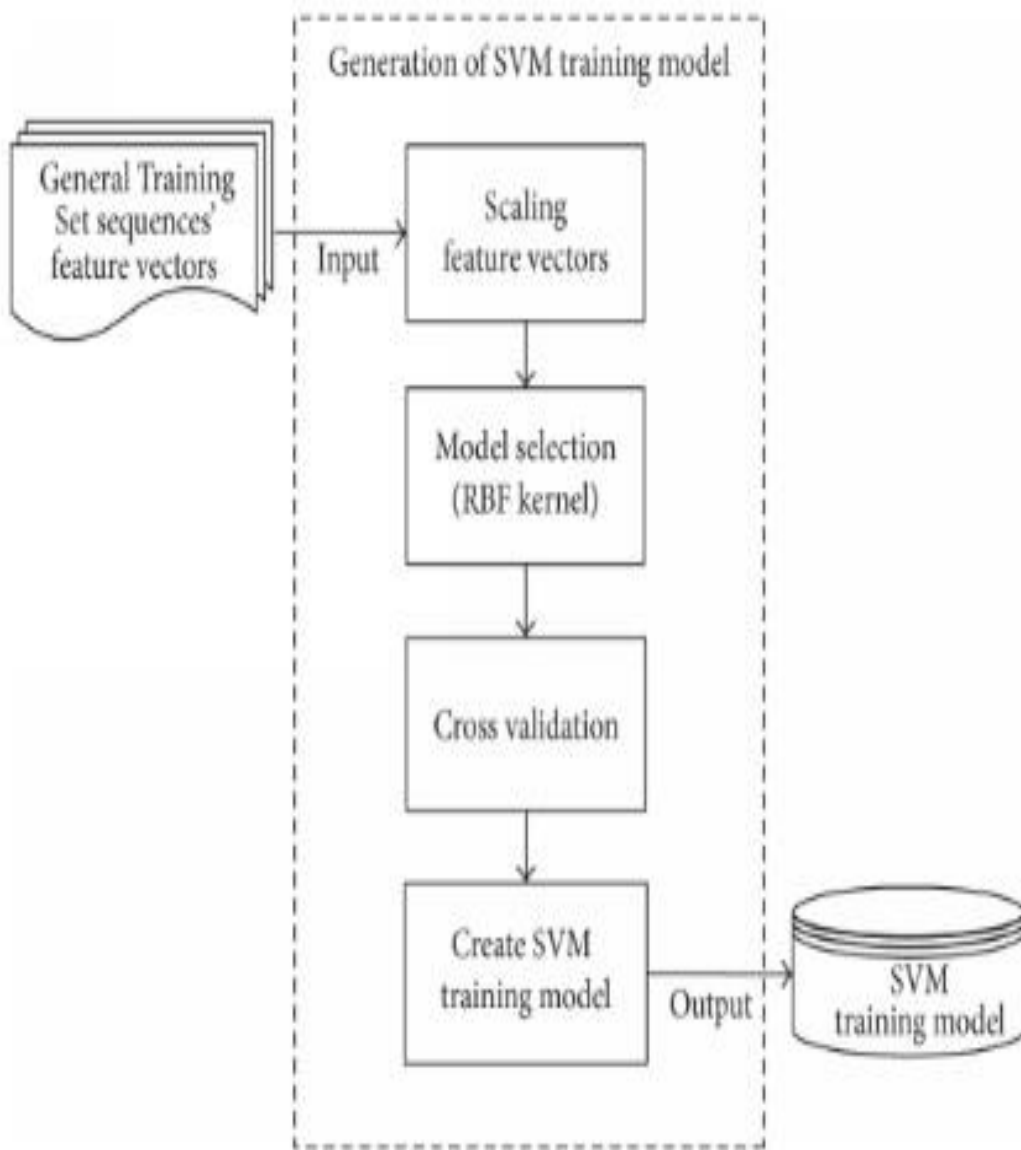 Generation of SVM training model
General Training
Set sequences'
feature vectors
Input
Scaling
feature vectors
Model selection
(RBF kernel)
Cross validation
Create SVM
training model
Output
SVM
training model